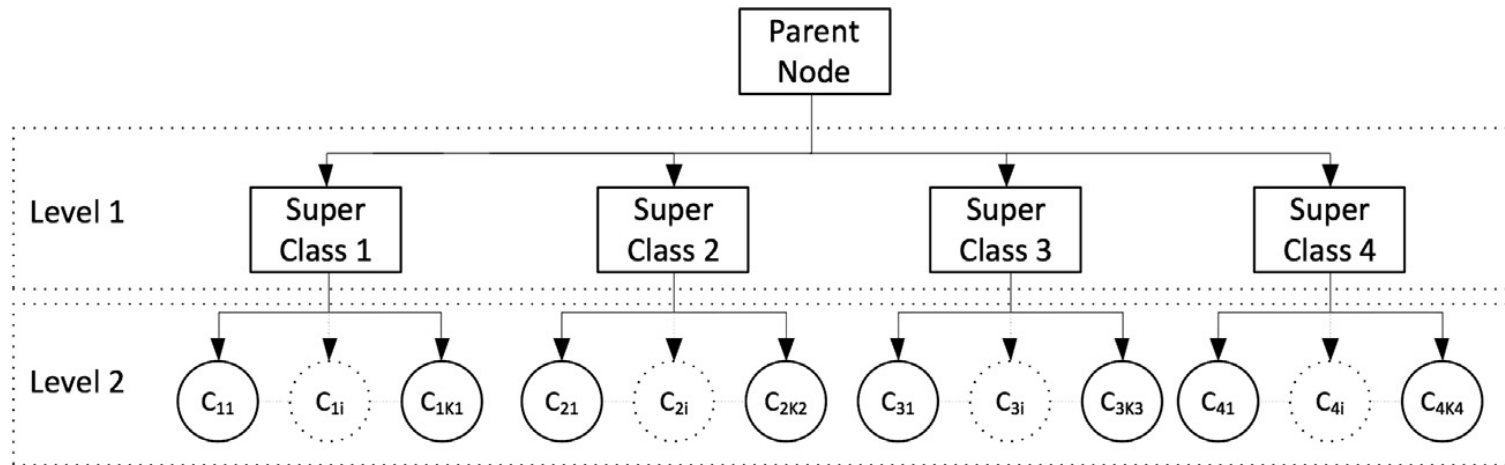 Parent
Node
Level 1
Super
Class 1
Super
Class 2
Super
Class 3
Super
Class 4
Level 2
C11
C1i
C1K1
C21
C2i
C2K2
C31
C3i
C3K3
C41
C4i
C4K4